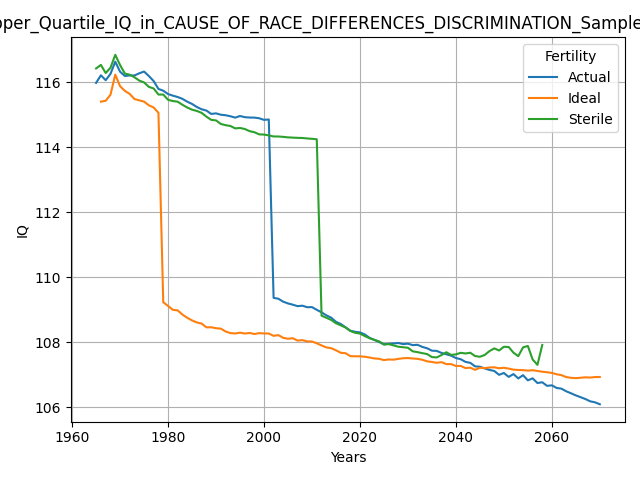 pper_Quartile_IQ_in_CAUSE_OF_RACE_DIFFERENCES_DISCRIMINATION_Sample
Fertility
Actual
Ideal
Sterile
IQ
116
114
112
110
108
106
1960 1980 2000 2020 2040 2060
Years